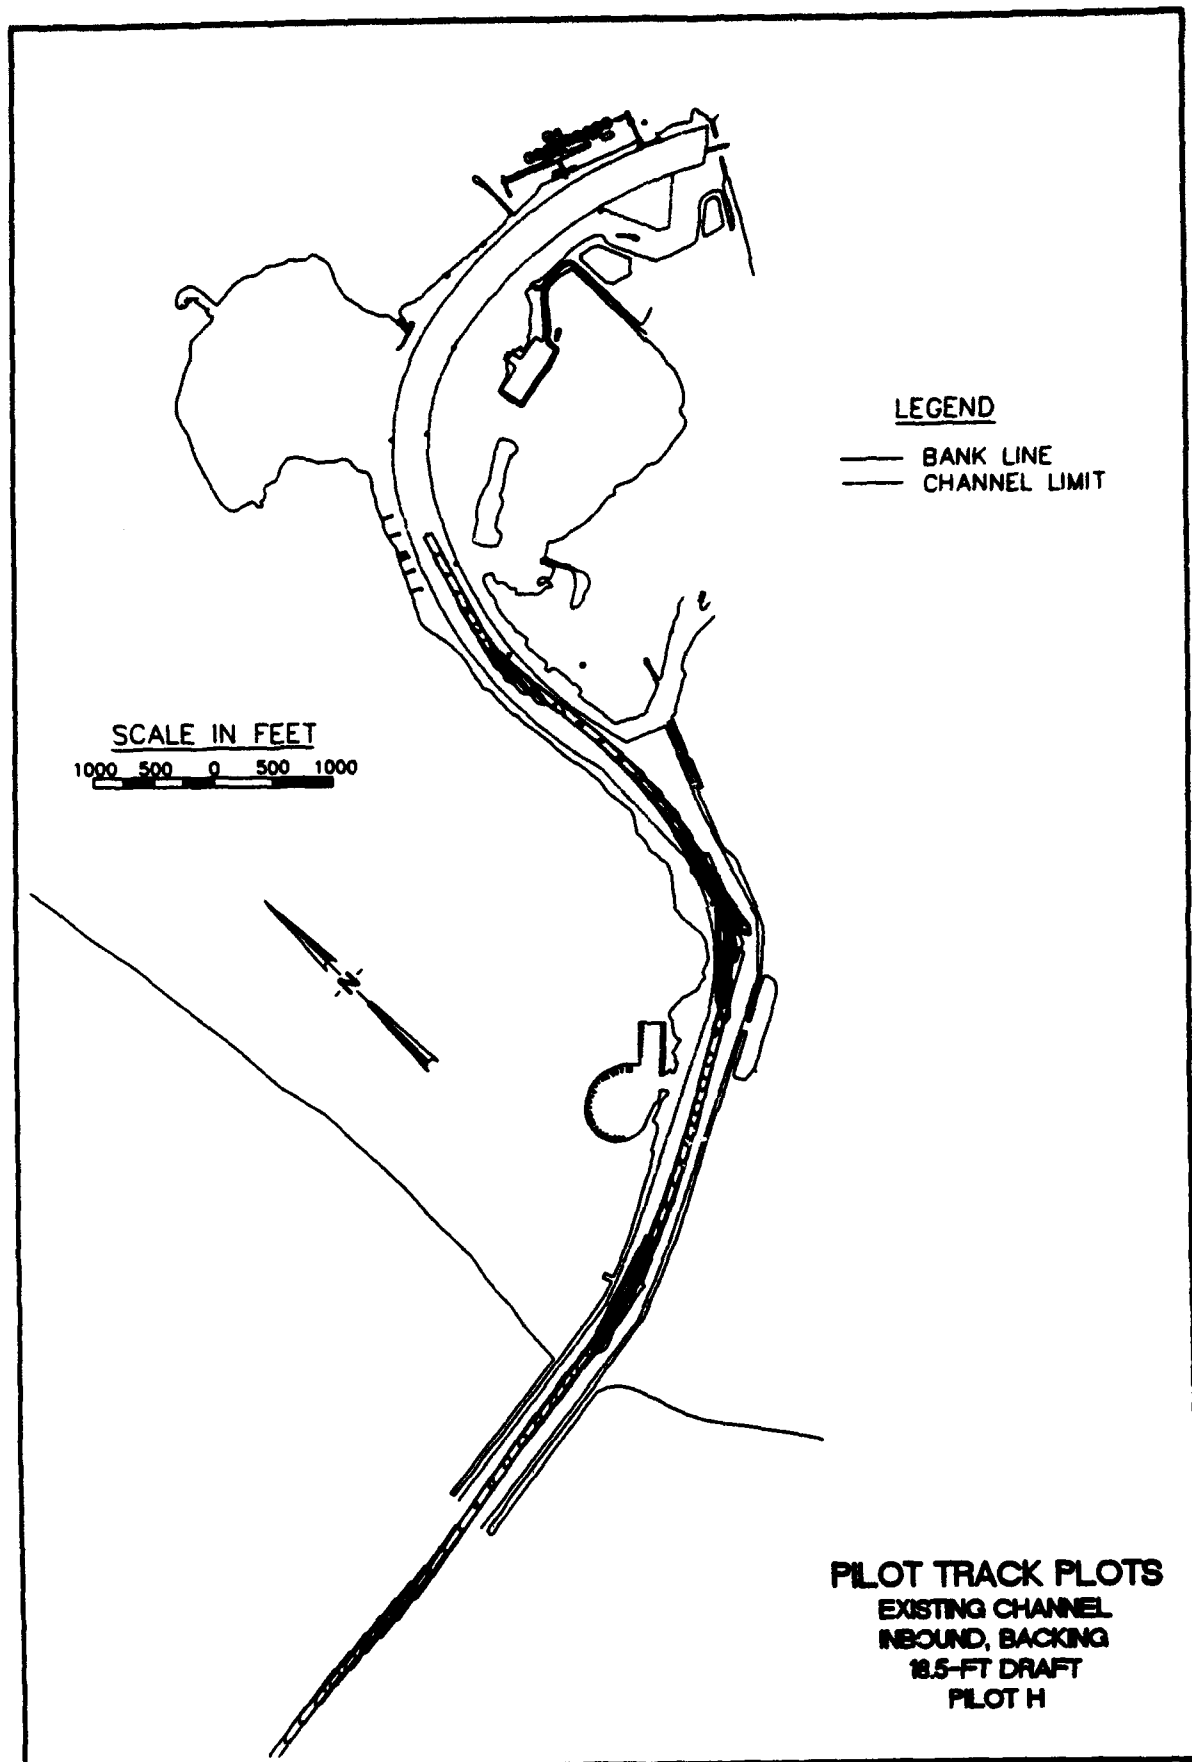 LEGEND
BANK LINE
CHANNEL LIMIT
SCALE IN FEET
1000 500 0 500 1000
N
PILOT TRACK PLOTS
EXISTING CHANNEL
INBOUND, BACKING
18.5-FT DRAFT
PILOT H